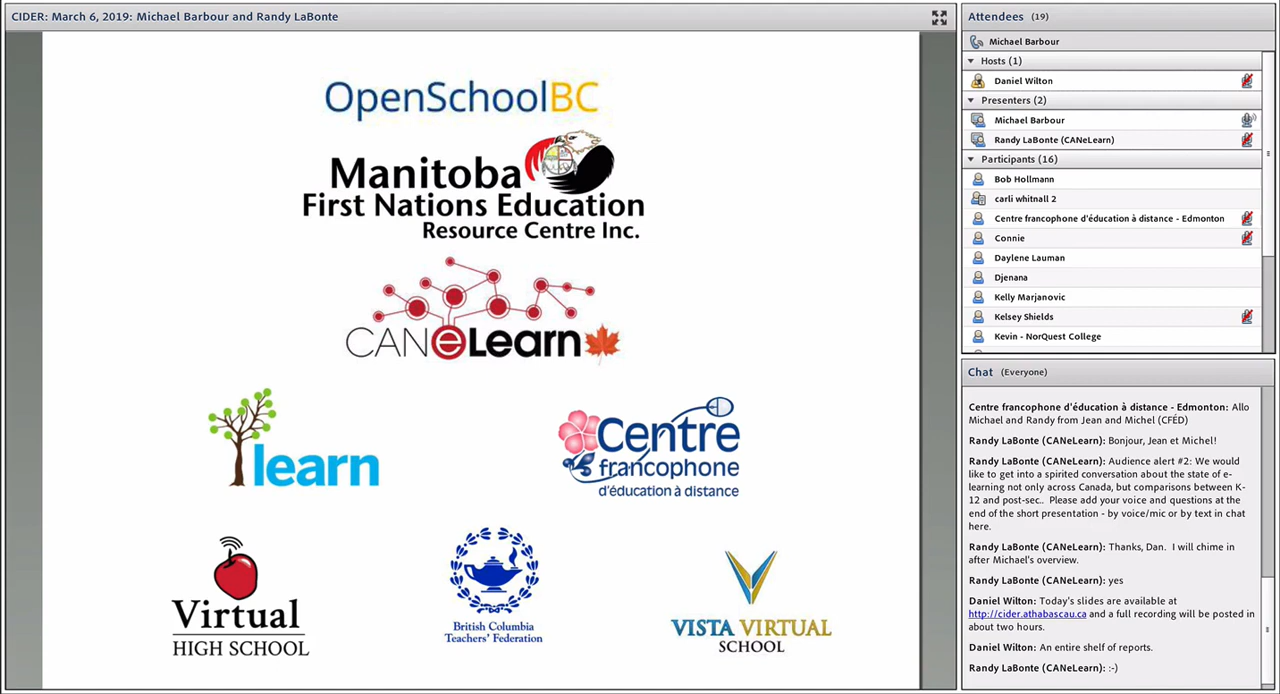 CIDER: March 6, 2019: Michael Barbour and Randy LaBonte
OpenSchoolBC
Manitoba
First Nations Education
Resource Centre Inc.
CANeLearn
learn
Centre
francophone
d'éducation à distance
Virtual
HIGH SCHOOL
British Columbia
Teachers' Federation
VISTA VIRTUAL
SCHOOL
Attendees (19)
Michael Barbour
Hosts (1)
Daniel Wilton
Presenters (2)
Michael Barbour
Randy LaBonte (CANeLearn)
Participants (16)
Bob Hollmann
carli whitnall 2
Centre francophone d'éducation à distance - Edmonton
Connie
Daylene Lauman
Djenana
Kelly Marjanovic
Kelsey Shields
Kevin - NorQuest College
Chat (Everyone)
Centre francophone d'éducation à distance - Edmonton: Allo
Michael and Randy from Jean and Michel (CFÉD)
Randy LaBonte (CANeLearn): Bonjour, Jean et Michel!
Randy LaBonte (CANeLearn): Audience alert #2: We would
like to get into a spirited conversation about the state of e-
learning not only across Canada, but comparisons between K-
12 and post-sec.. Please add your voice and questions at the
end of the short presentation - by voice/mic or by text in chat
here.
Randy LaBonte (CANeLearn): Thanks, Dan. I will chime in
after Michael's overview.
Randy LaBonte (CANeLearn): yes
Daniel Wilton: Today's slides are available at
http://cider.athabascau.ca and a full recording will be posted in
about two hours.
Daniel Wilton: An entire shelf of reports.
Randy LaBonte (CANeLearn): :-)